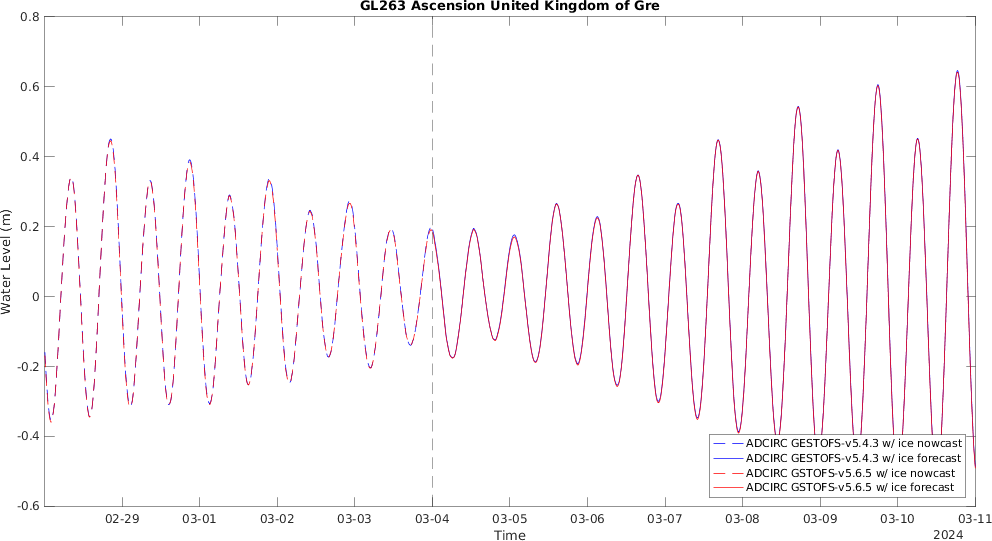 GL263 Ascension United Kingdom of Gre
0.8
0.6
0.4
0.2
0
-0.2
-0.4
-0.6
Water Level (m)
ADCIRC GESTOFS-v5.4.3 w/ ice nowcast
ADCIRC GESTOFS-v5.4.3 w/ ice forecast
ADCIRC GSTOFS-v5.6.5 w/ ice nowcast
ADCIRC GSTOFS-v5.6.5 w/ ice forecast
02-29 03-01 03-02 03-03 03-04 03-05 03-06 03-07 03-08 03-09 03-10 03-11
Time
2024